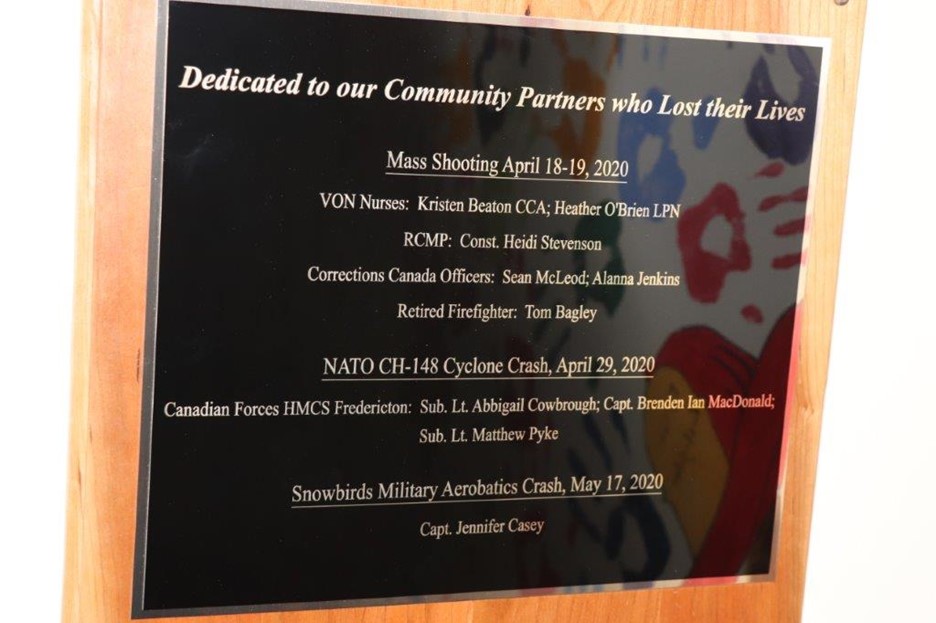 Dedicated to our Community Partners who Lost their Lives
Mass Shooting April 18-19, 2020
VON Nurses: Kristen Beaton CCA; Heather O'Brien LPN
RCMP: Const. Heidi Stevenson
Corrections Canada Officers: Sean McLeod; Alanna Jenkins
Retired Firefighter: Tom Bagley
NATO CH-148 Cyclone Crash, April 29, 2020
Canadian Forces HMCS Fredericton: Sub. Lt. Abbigail Cowbrough; Capt. Brenden Ian MacDonald;
Sub. Lt. Matthew Pyke
Snowbirds Military Aerobatics Crash, May 17, 2020
Capt. Jennifer Casey